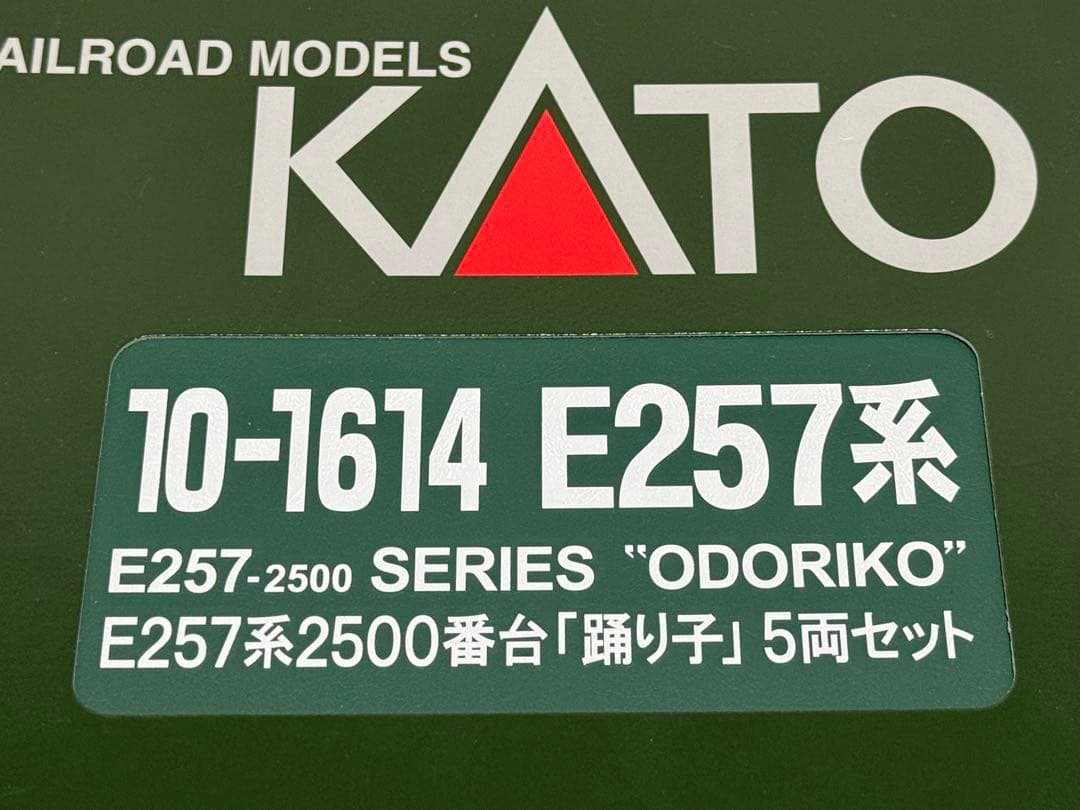 AILROAD MODELS
KATO
10-1614 E257系
E257-2500 SERIES “ODORIKO”
E257系2500番台「踊り子」5両セット